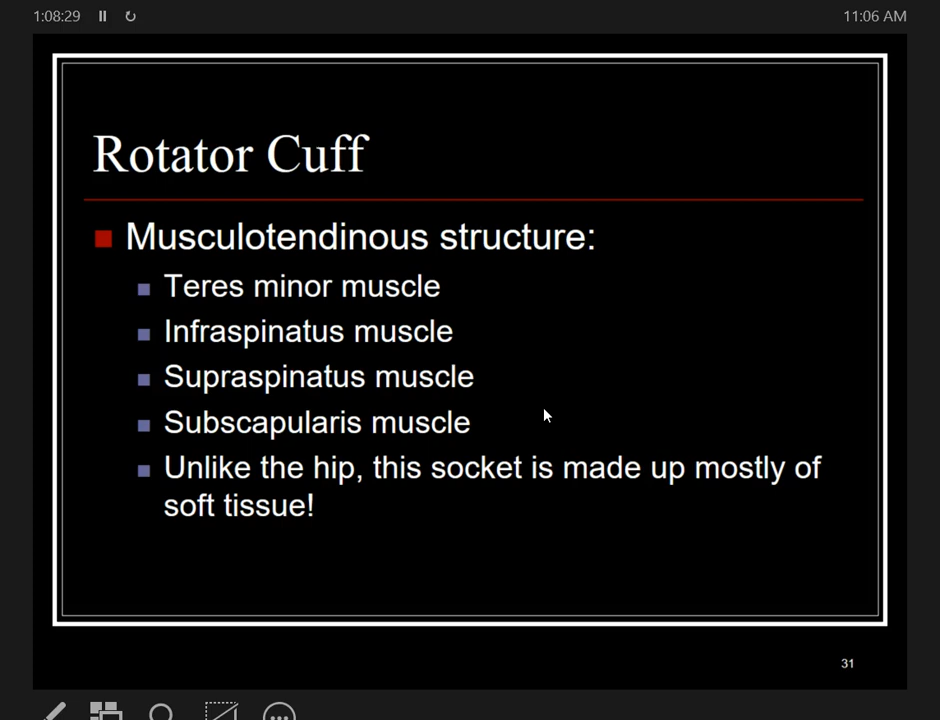 1:08:29
11:06 AM
Rotator Cuff
Musculotendinous structure:
Teres minor muscle
Infraspinatus muscle
Supraspinatus muscle
Subscapularis muscle
Unlike the hip, this socket is made up mostly of
soft tissue!
31